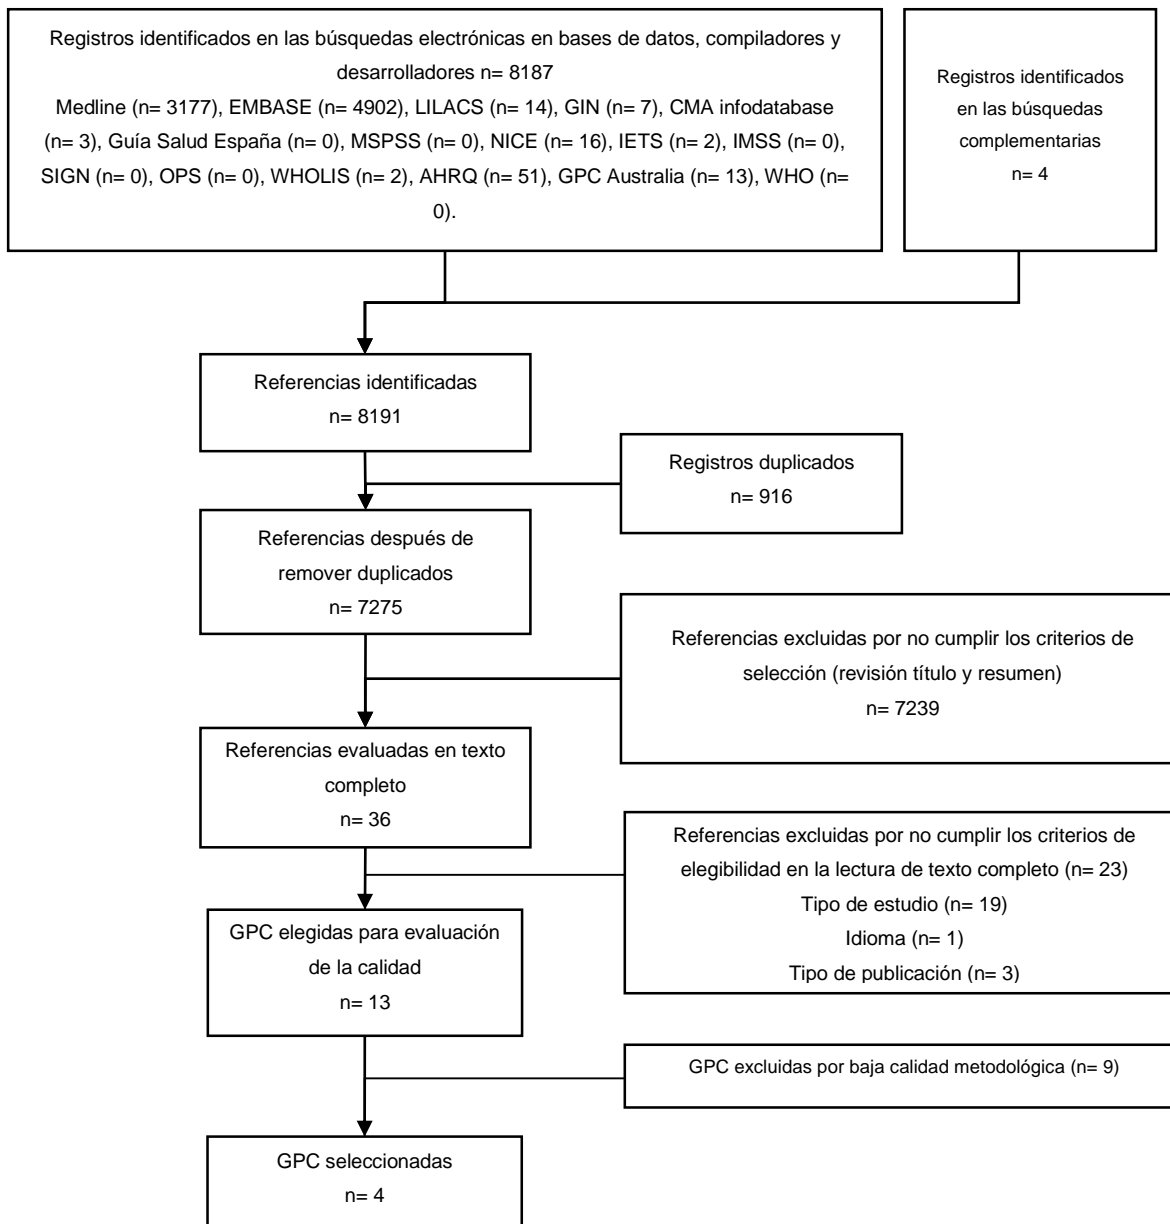 Registros identificados en las búsquedas electrónicas en bases de datos, compiladores y
desarrolladores n= 8187
Medline (n= 3177), EMBASE (n= 4902), LILACS (n= 14), GIN (n= 7), CMA infodatabase
(n= 3), Guía Salud España (n= 0), MSPSS (n= 0), NICE (n= 16), IETS (n= 2), IMSS (n= 0),
SIGN (n= 0), OPS (n= 0), WHOLIS (n= 2), AHRQ (n= 51), GPC Australia (n= 13), WHO (n=
0).
Registros identificados
en las búsquedas
complementarias
n= 4
Referencias identificadas
n= 8191
Registros duplicados
n= 916
Referencias después de
remover duplicados
n= 7275
Referencias excluidas por no cumplir los criterios de
selección (revisión título y resumen)
n= 7239
Referencias evaluadas en texto
completo
n= 36
Referencias excluidas por no cumplir los criterios de
elegibilidad en la lectura de texto completo (n= 23)
Tipo de estudio (n= 19)
Idioma (n= 1)
Tipo de publicación (n= 3)
GPC elegidas para evaluación
de la calidad
n= 13
GPC excluidas por baja calidad metodológica (n= 9)
GPC seleccionadas
n= 4